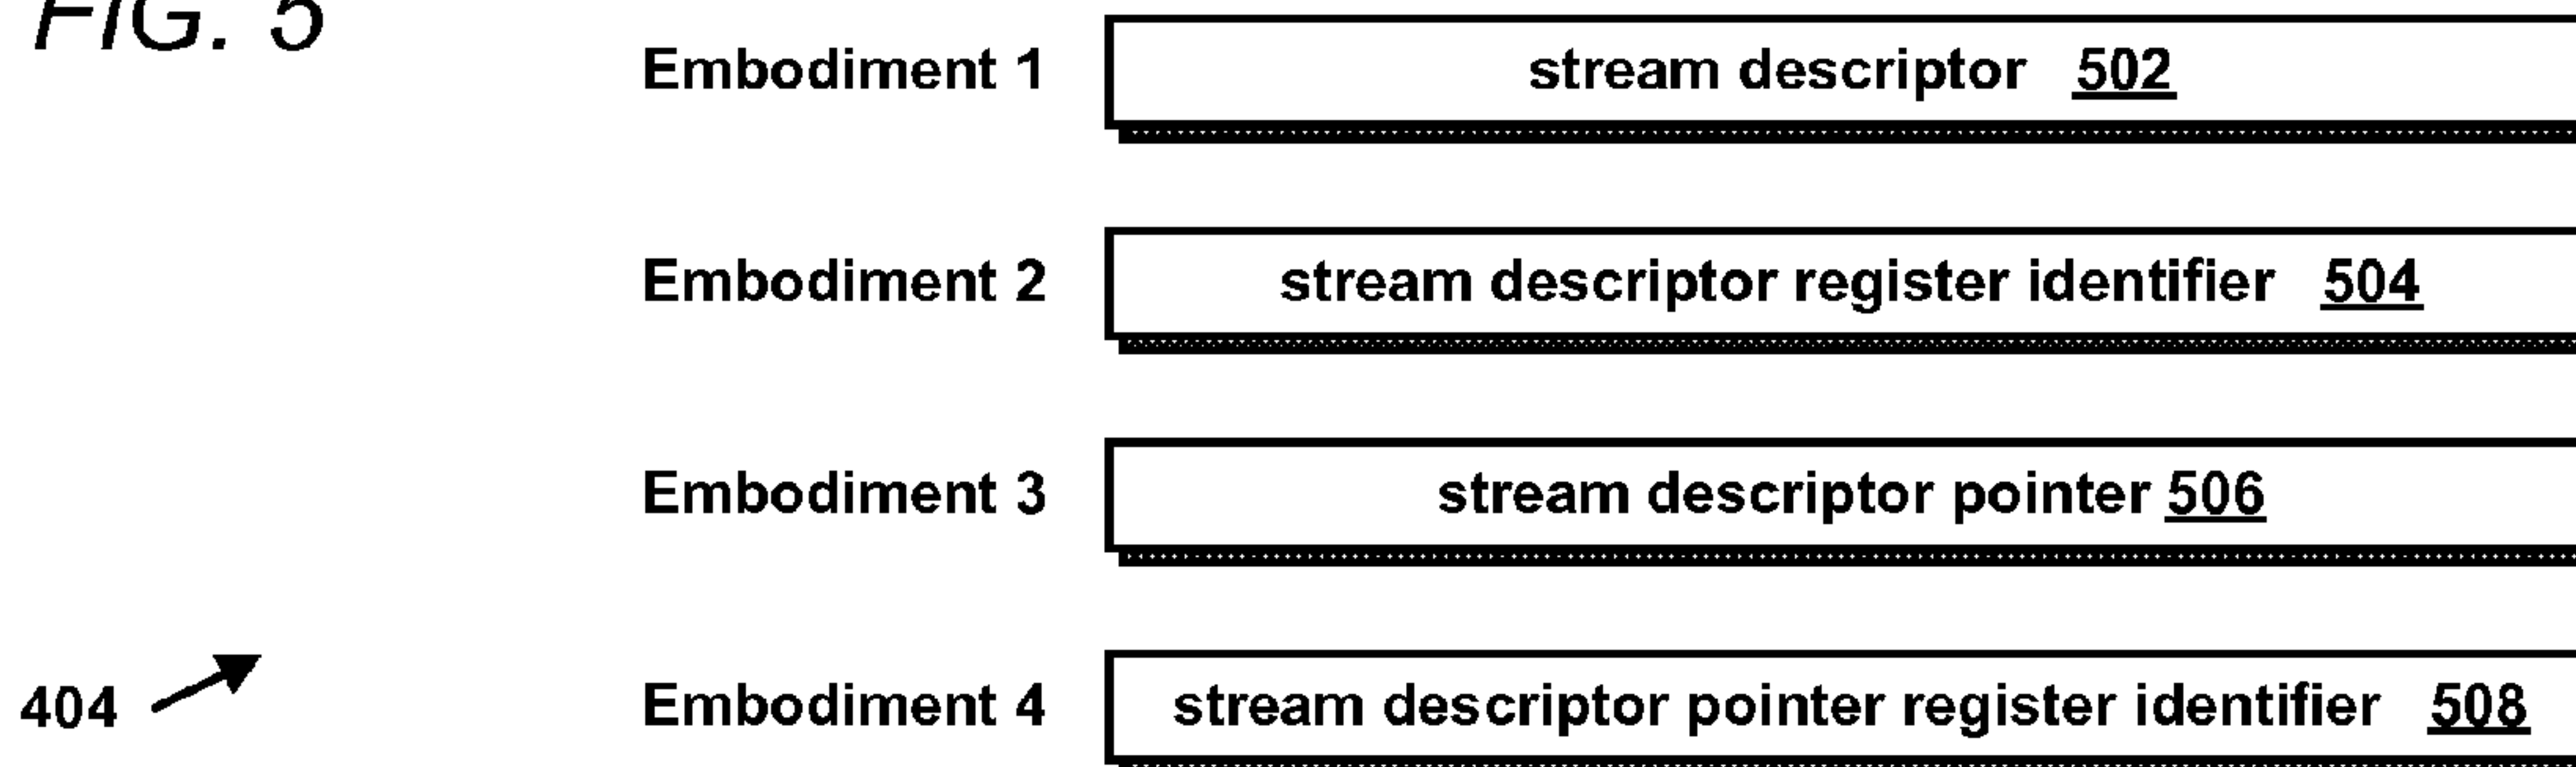 FIG. 5
Embodiment 1 stream descriptor 502
Embodiment 2 stream descriptor register identifier 504
Embodiment 3 stream descriptor pointer 506
404 Embodiment 4 stream descriptor pointer register identifier 508